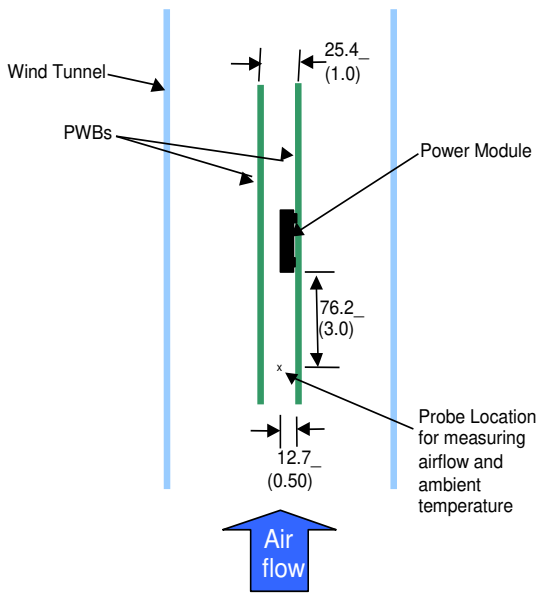 25.4_
(1.0)
Wind Tunnel
PWBs
Power Module
76.2_
(3.0)
x
Probe Location
for measuring
airflow and
ambient
temperature
12.7_
(0.50)
Air
flow